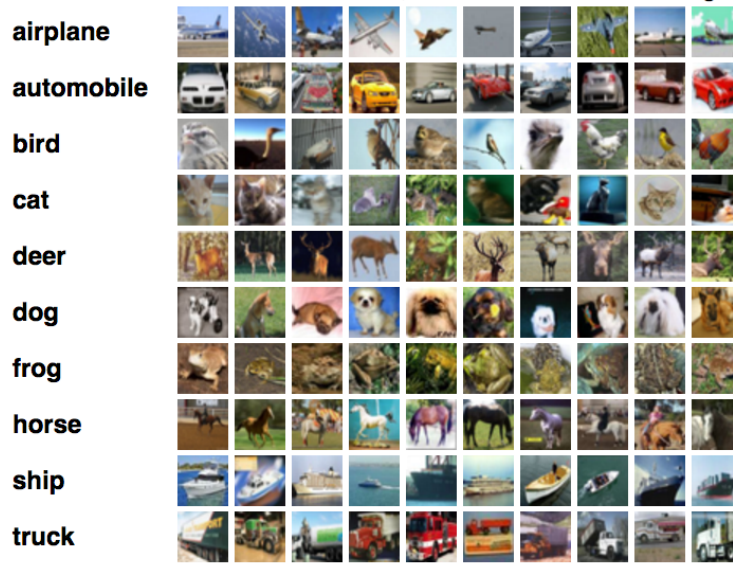 airplane
automobile
bird
cat
deer
dog
frog
horse
ship
truck